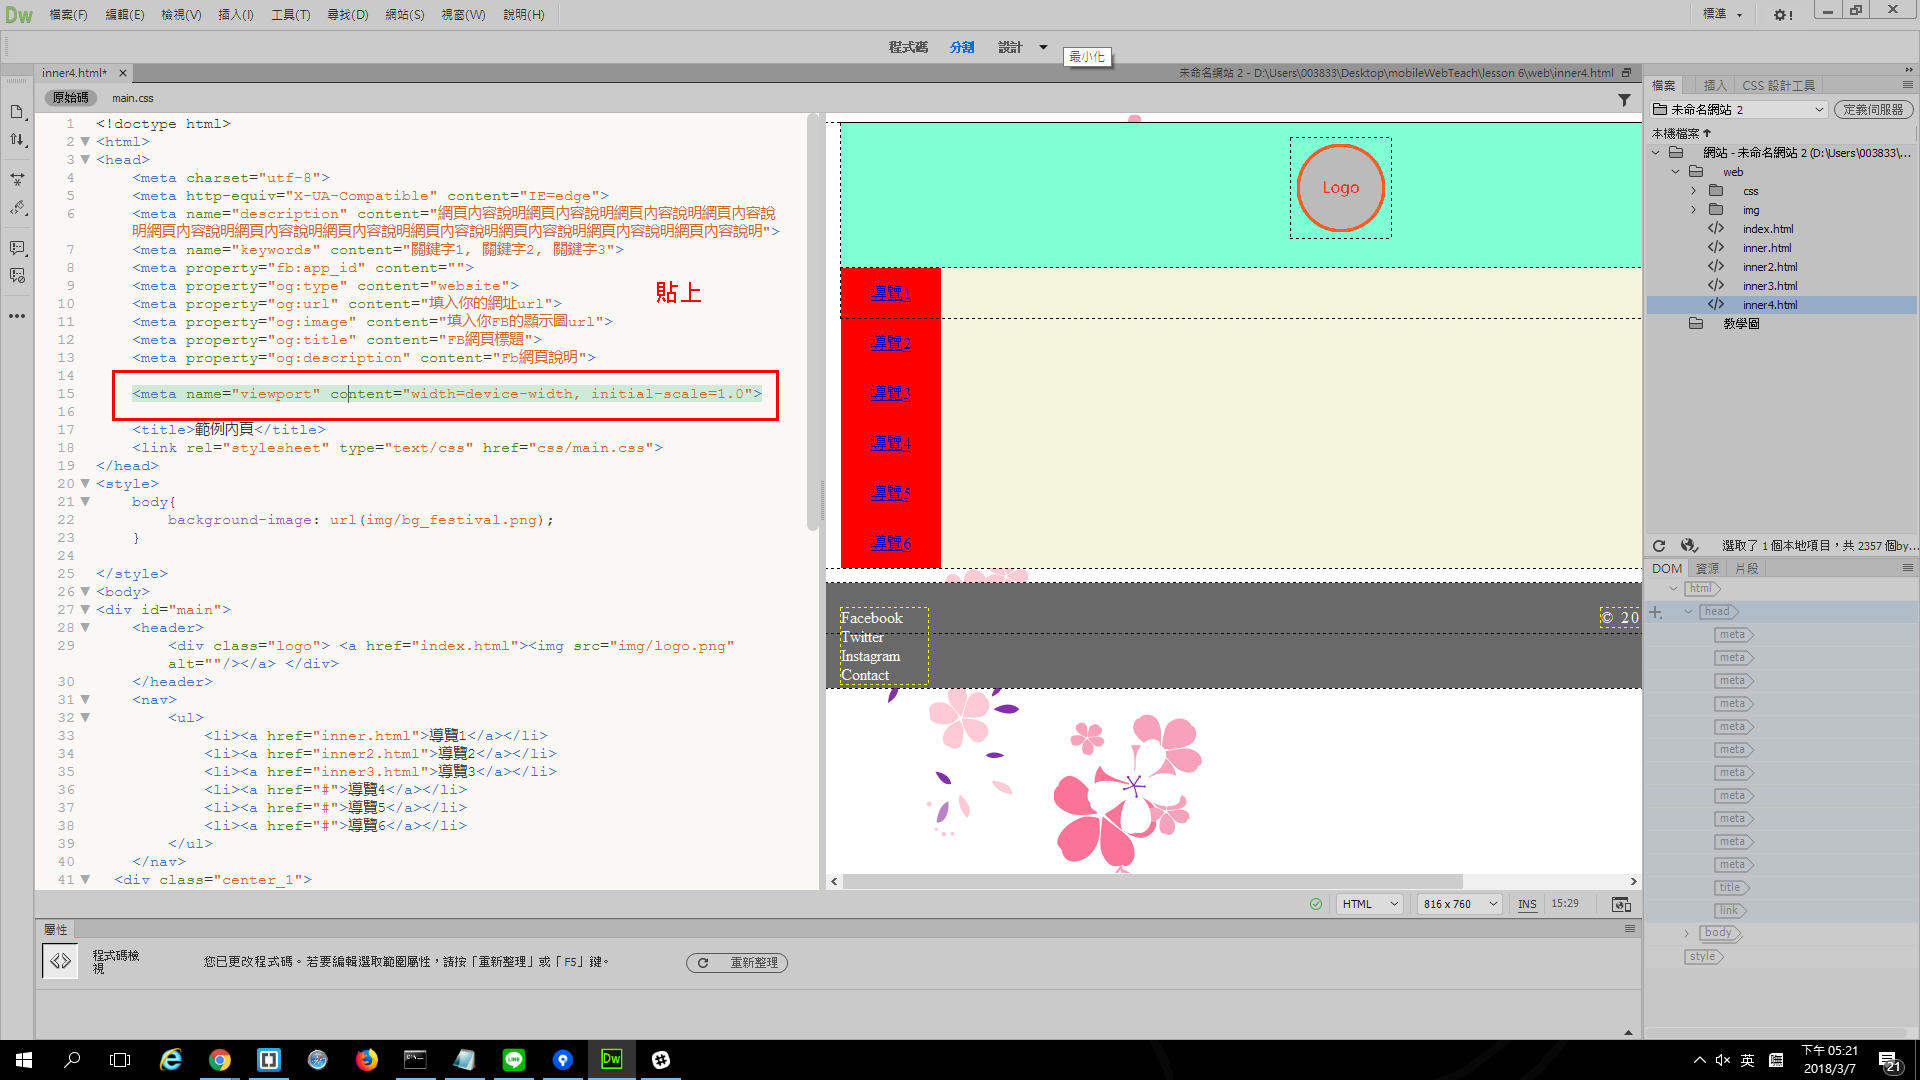 Dw 檔案(F) 編輯(E) 檢視(V) 插入(I) 工具(T) 尋找(D) 網站(S) 視窗(W) 說明(H) 標準
程式碼 分割 設計 最小化
inner4.html* 未命名網站 2 - D:\Users\003833\Desktop\mobileWebTeach\lesson 6\web\inner4.html
原始碼 main.css
1 <!doctype html>
2 <html>
3 <head>
4 <meta charset="utf-8">
5 <meta http-equiv="X-UA-Compatible" content="IE=edge">
6 <meta name="description" content="網頁內容說明網頁內容說明網頁內容說明網頁內容說
明網頁內容說明網頁內容說明網頁內容說明網頁內容說明網頁內容說明網頁內容說明">
7 <meta name="keywords" content="關鍵字1, 關鍵字2, 關鍵字3">
8 <meta property="fb:app_id" content="">
9 <meta property="og:type" content="website">
10 <meta property="og:url" content="填入你的網址url">
11 <meta property="og:image" content="填入你FB的顯示圖url">
12 <meta property="og:title" content="FB網頁標題">
13 <meta property="og:description" content="Fb網頁說明">
14
15 <meta name="viewport" content="width=device-width, initial-scale=1.0">
16
17 <title>範例內頁</title>
18 <link rel="stylesheet" type="text/css" href="css/main.css">
19 </head>
20 <style>
21 body{
22 background-image: url(img/bg_festival.png);
23 }
24
25 </style>
26 <body>
27 <div id="main">
28 <header>
29 <div class="logo"> <a href="index.html"><img src="img/logo.png"
alt=""/></a> </div>
30 </header>
31 <nav>
32 <ul>
33 <li><a href="inner.html">導覽1</a></li>
34 <li><a href="inner2.html">導覽2</a></li>
35 <li><a href="inner3.html">導覽3</a></li>
36 <li><a href="#">導覽4</a></li>
37 <li><a href="#">導覽5</a></li>
38 <li><a href="#">導覽6</a></li>
39 </ul>
40 </nav>
41 <div class="center_1">
貼上
Logo
導覽1
導覽2
導覽3
導覽4
導覽5
導覽6
Facebook
Twitter
Instagram
Contact
© 20
HTML 816 x 760 INS 15:29
屬性
程式碼檢
視
您已更改程式碼。若要編輯選取範圍屬性，請按「重新整理」或「F5」鍵。 重新整理
檔案 插入 CSS 設計工具
未命名網站 2 定義伺服器
本機檔案
網站 - 未命名網站 2 (D:\Users\003833\...
web
css
img
index.html
inner.html
inner2.html
inner3.html
inner4.html
教學圖
選取了 1 個本地項目，共 2357 個by...
DOM 資源 片段
html
head
meta
meta
meta
meta
meta
meta
meta
meta
meta
meta
meta
title
link
body
style
Dw 英 下午 05:21
2018/3/7
21